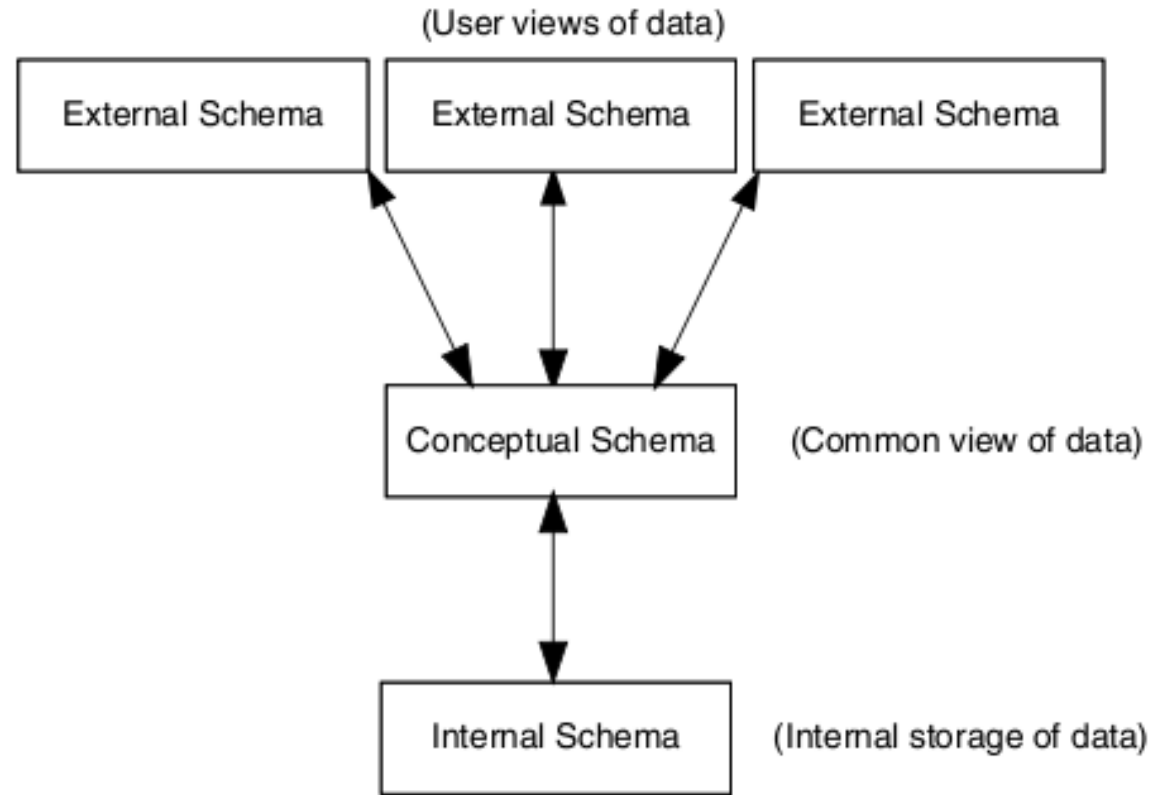 (User views of data)
External Schema
External Schema
External Schema
Conceptual Schema
(Common view of data)
Internal Schema
(Internal storage of data)